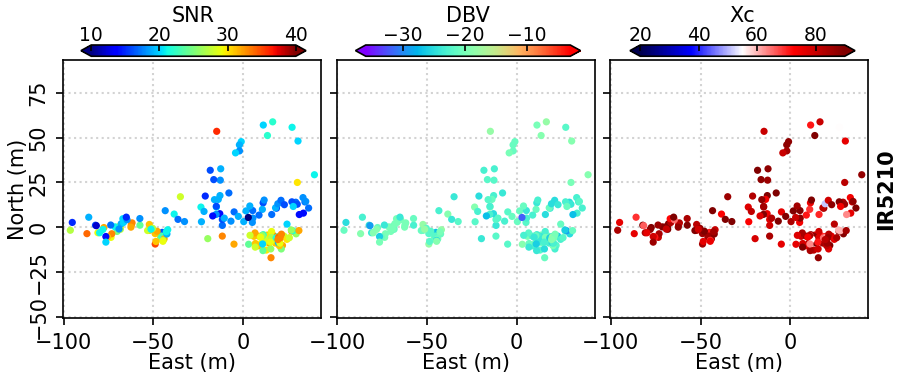 SNR DBV Xc
10 20 30 40 −30 −20 −10 20 40 60 80
75
50
25
0
−25
−50
North (m)
−100 −50 0 −100 −50 0 −100 −50 0
East (m) East (m) East (m)
IR5210